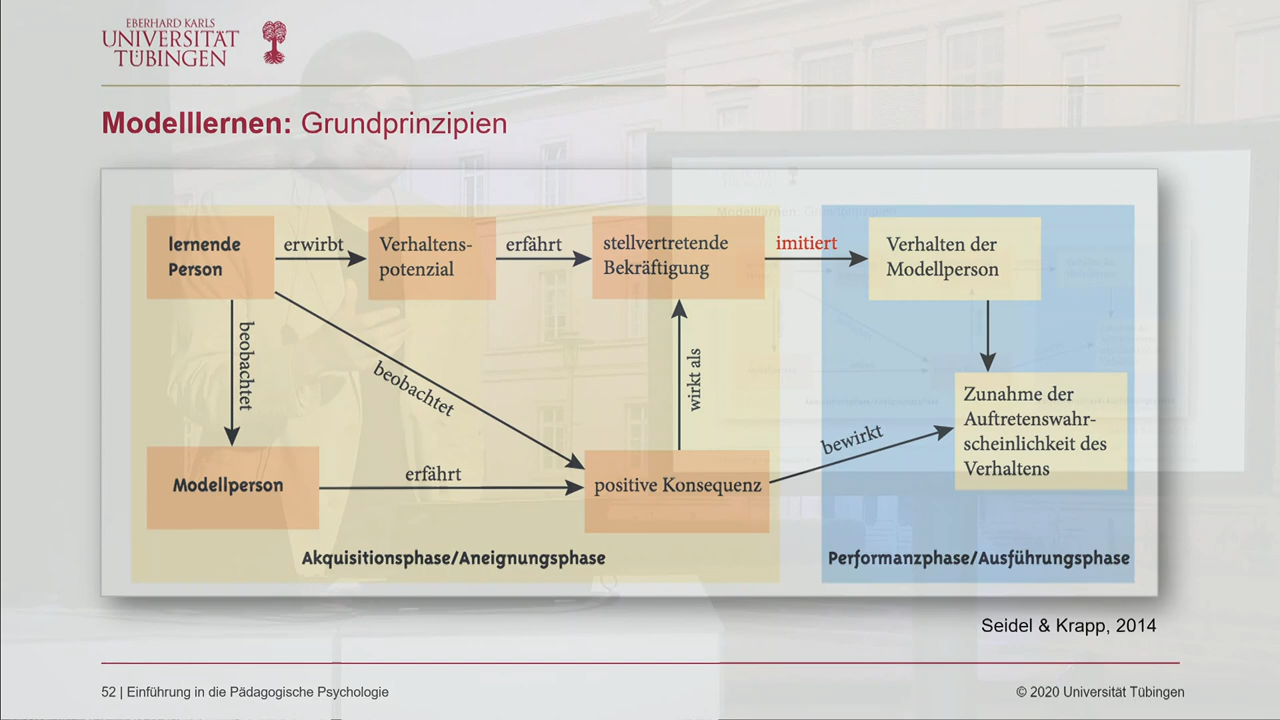 EBERHARD KARLS
UNIVERSITÄT
TÜBINGEN
Modelllernen: Grundprinzipien
lernende
Person
erwirbt
Verhaltens-
potenzial
erfährt
stellvertretende
Bekräftigung
imitiert
Verhalten der
Modellperson
beobachtet
beobachtet
wirkt als
Modellperson
erfährt
positive Konsequenz
bewirkt
Zunahme der
Auftretenswahr-
scheinlichkeit des
Verhaltens
Akquisitionsphase/Aneignungsphase
Performanzphase/Ausführungsphase
Seidel & Krapp, 2014
52 | Einführung in die Pädagogische Psychologie
© 2020 Universität Tübingen